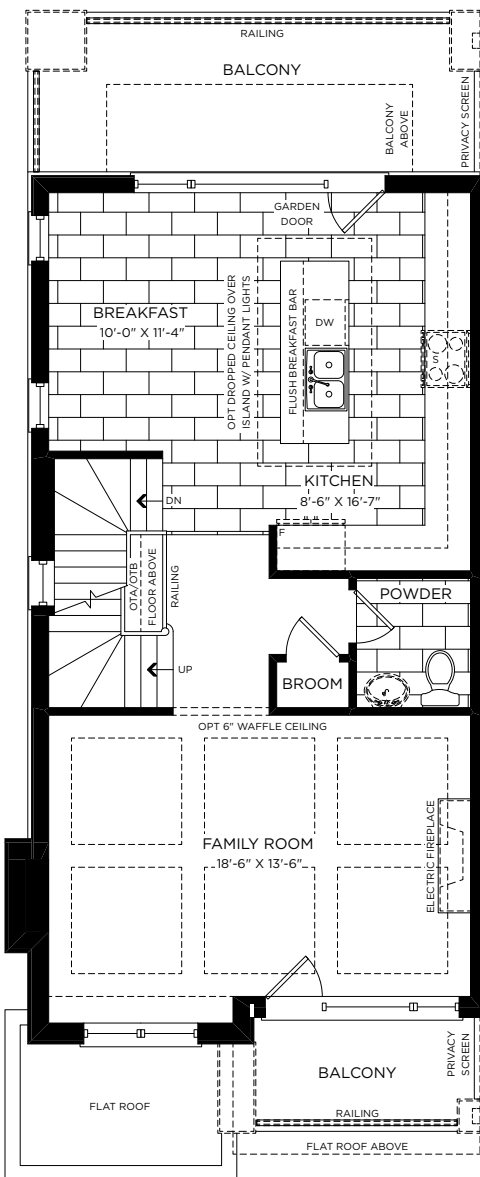 RAILING
BALCONY
BALCONY
ABOVE
PRIVACY SCREEN
GARDEN
DOOR
BREAKFAST
10'-0" X 11'-4"
OPT DROPPED CEILING OVER
ISLAND W/ PENDANT LIGHTS
FLUSH BREAKFAST BAR
DW
S
KITCHEN
8'-6" X 16'-7"
F
DN
OTA/OTB
FLOOR ABOVE
RAILING
UP
POWDER
BROOM
OPT 6" WAFFLE CEILING
FAMILY ROOM
18'-6" X 13'-6"
ELECTRIC FIREPLACE
FLAT ROOF
BALCONY
PRIVACY
SCREEN
RAILING
FLAT ROOF ABOVE